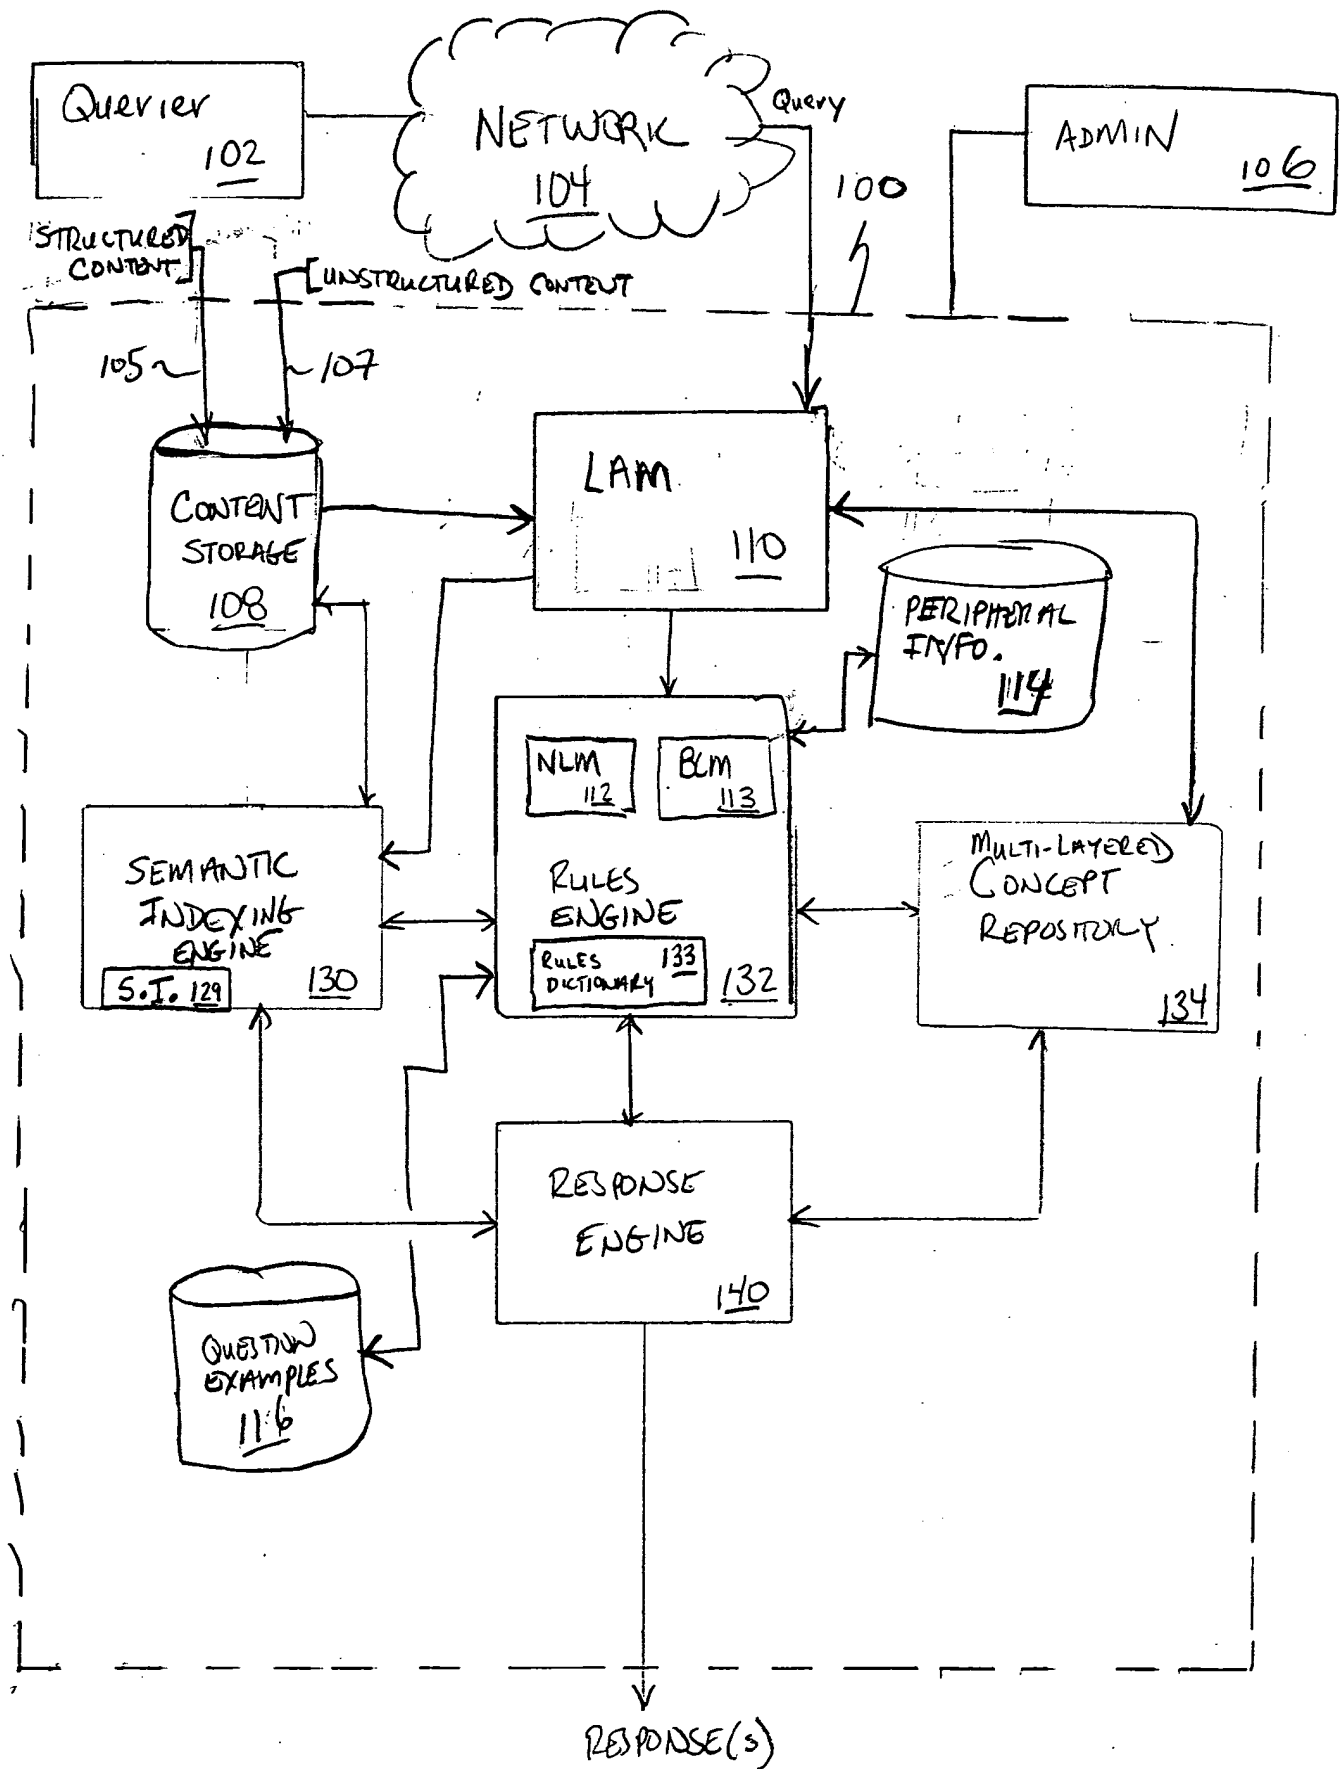 Querier
102
NETWORK
104
Query
ADMIN
106
100
STRUCTURED
CONTENT
UNSTRUCTURED CONTENT
105
107
CONTENT
STORAGE
108
LAM
110
PERIPHERAL
INFO.
114
NLM
112
BLM
113
SEMANTIC
INDEXING
ENGINE
130
S.I. 129
RULES
ENGINE
132
RULES
DICTIONARY
133
MULTI-LAYERED
CONCEPT
REPOSITORY
134
RESPONSE
ENGINE
140
QUESTION
EXAMPLES
116
RESPONSE(s)